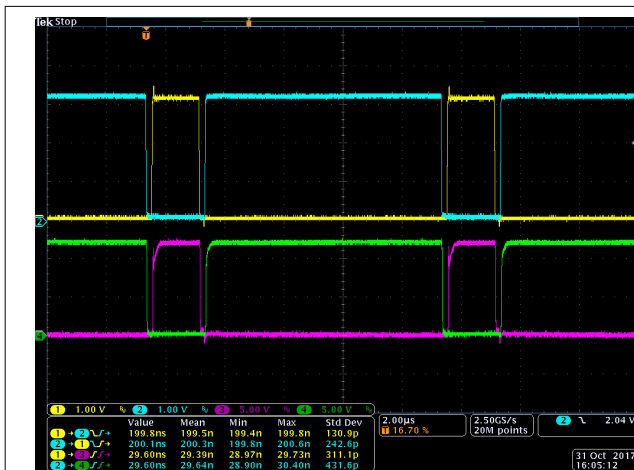 Tek Stop
T
2
4
1 1.00 V 2 1.00 V 3 5.00 V 4 5.00 V
2.00µs
T 16.70 %
2.50GS/s
20M points
2 2.04 V
Value Mean Min Max Std Dev
1 → 2 199.8ns 199.5n 199.4n 199.8n 130.9p
2 → 1 200.1ns 200.3n 199.8n 200.6n 242.6p
1 → 3 29.60ns 29.39n 28.97n 29.73n 311.1p
2 → 4 29.60ns 29.64n 28.90n 30.40n 431.6p
31 Oct 2017
16:05:12